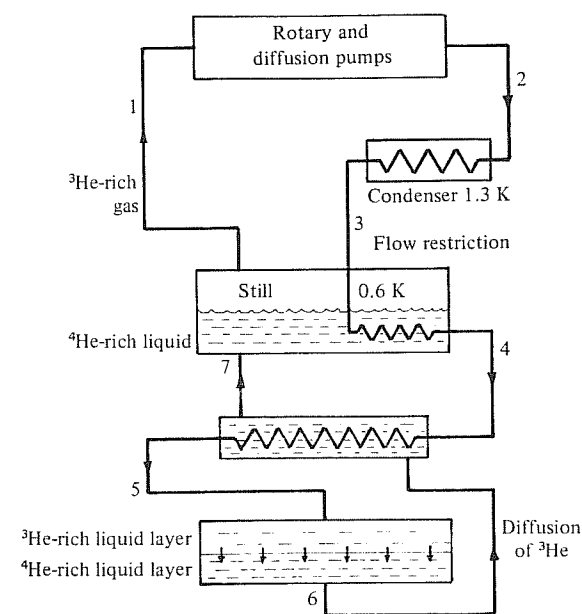 Rotary and
diffusion pumps
1
2
³He-rich
gas
Condenser 1.3 K
3
Flow restriction
Still
0.6 K
⁴He-rich liquid
4
7
5
³He-rich liquid layer
⁴He-rich liquid layer
Diffusion
of ³He
6